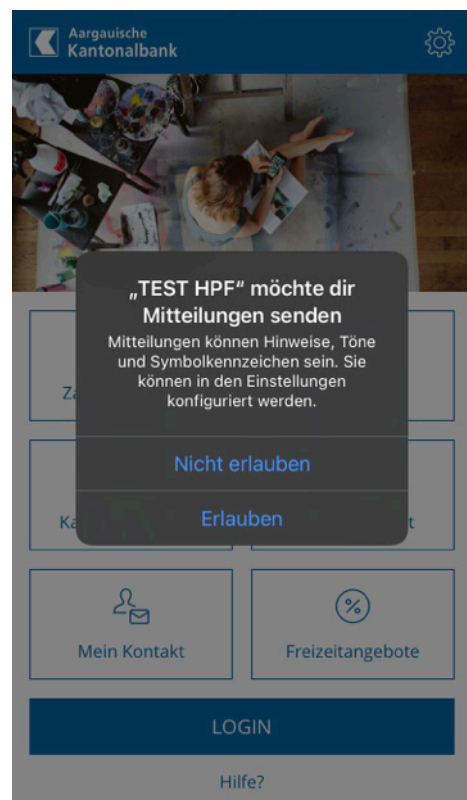 Aargauische
Kantonalbank
„TEST HPF“ möchte dir
Mitteilungen senden
Mitteilungen können Hinweise, Töne
und Symbolkennzeichen sein. Sie
können in den Einstellungen
konfiguriert werden.
Nicht erlauben
Erlauben
Mein Kontakt
Freizeitangebote
LOGIN
Hilfe?